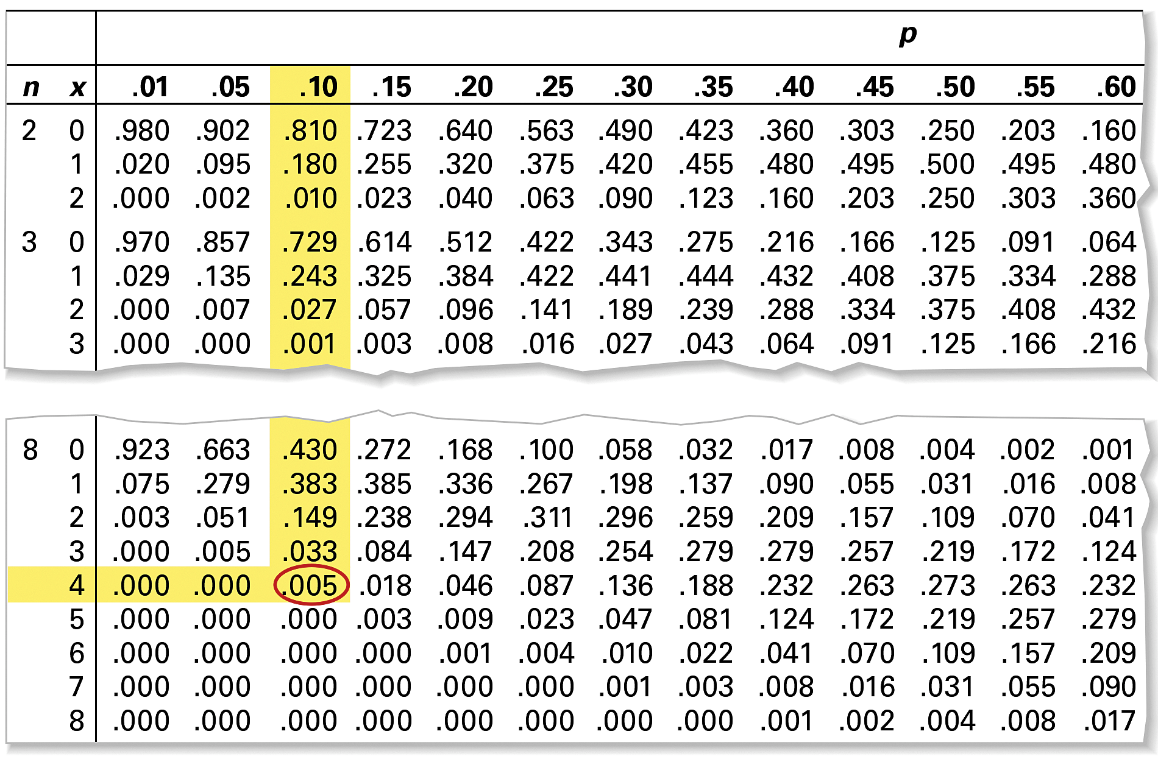 p
n x .01 .05 .10 .15 .20 .25 .30 .35 .40 .45 .50 .55 .60
2 0 .980 .902 .810 .723 .640 .563 .490 .423 .360 .303 .250 .203 .160
1 .020 .095 .180 .255 .320 .375 .420 .455 .480 .495 .500 .495 .480
2 .000 .002 .010 .023 .040 .063 .090 .123 .160 .203 .250 .303 .360
3 0 .970 .857 .729 .614 .512 .422 .343 .275 .216 .166 .125 .091 .064
1 .029 .135 .243 .325 .384 .422 .441 .444 .432 .408 .375 .334 .288
2 .000 .007 .027 .057 .096 .141 .189 .239 .288 .334 .375 .408 .432
3 .000 .000 .001 .003 .008 .016 .027 .043 .064 .091 .125 .166 .216
8 0 .923 .663 .430 .272 .168 .100 .058 .032 .017 .008 .004 .002 .001
1 .075 .279 .383 .385 .336 .267 .198 .137 .090 .055 .031 .016 .008
2 .003 .051 .149 .238 .294 .311 .296 .259 .209 .157 .109 .070 .041
3 .000 .005 .033 .084 .147 .208 .254 .279 .279 .257 .219 .172 .124
4 .000 .000 .005 .018 .046 .087 .136 .188 .232 .263 .273 .263 .232
5 .000 .000 .000 .003 .009 .023 .047 .081 .124 .172 .219 .257 .279
6 .000 .000 .000 .000 .001 .004 .010 .022 .041 .070 .109 .157 .209
7 .000 .000 .000 .000 .000 .000 .001 .003 .008 .016 .031 .055 .090
8 .000 .000 .000 .000 .000 .000 .000 .000 .001 .002 .004 .008 .017